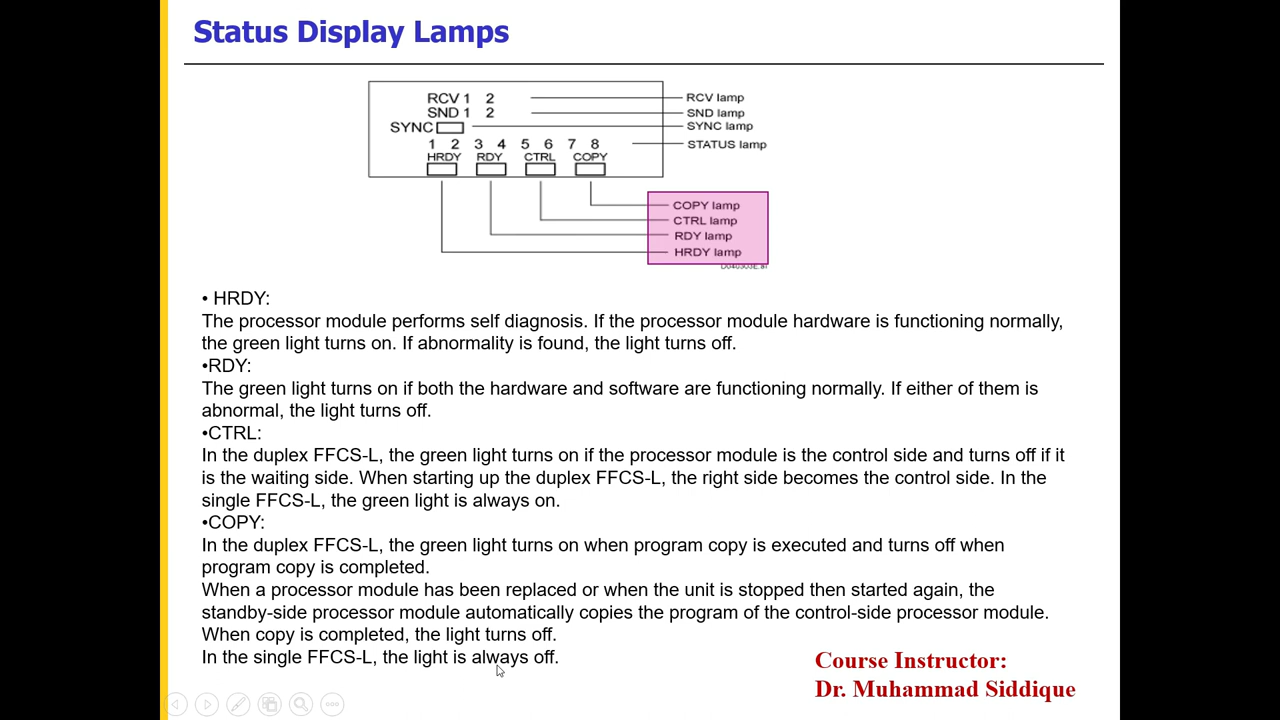 Status Display Lamps
RCV 1 2
RCV lamp
SND 1 2
SND lamp
SYNC
SYNC lamp
1 2 3 4 5 6 7 8
STATUS lamp
HRDY RDY CTRL COPY
COPY lamp
CTRL lamp
RDY lamp
HRDY lamp
D040303E.ai
• HRDY:
The processor module performs self diagnosis. If the processor module hardware is functioning normally,
the green light turns on. If abnormality is found, the light turns off.
•RDY:
The green light turns on if both the hardware and software are functioning normally. If either of them is
abnormal, the light turns off.
•CTRL:
In the duplex FFCS-L, the green light turns on if the processor module is the control side and turns off if it
is the waiting side. When starting up the duplex FFCS-L, the right side becomes the control side. In the
single FFCS-L, the green light is always on.
•COPY:
In the duplex FFCS-L, the green light turns on when program copy is executed and turns off when
program copy is completed.
When a processor module has been replaced or when the unit is stopped then started again, the
standby-side processor module automatically copies the program of the control-side processor module.
When copy is completed, the light turns off.
In the single FFCS-L, the light is always off.
Course Instructor:
Dr. Muhammad Siddique